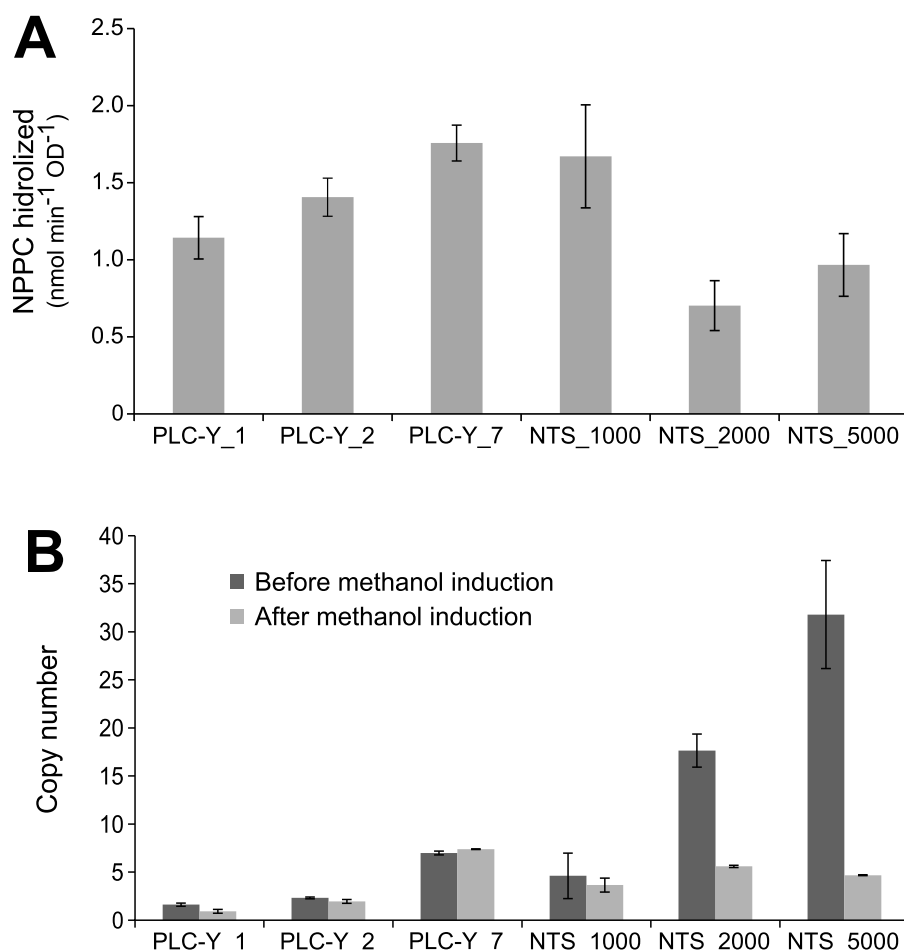 A
2.5
2.0
1.5
1.0
0.5
0
NPPC hidrolized
(nmol min⁻¹ OD⁻¹)
PLC-Y_1 PLC-Y_2 PLC-Y_7 NTS_1000 NTS_2000 NTS_5000
B
40
35
30
25
20
15
10
5
0
Copy number
Before methanol induction
After methanol induction
PLC-Y_1 PLC-Y_2 PLC-Y_7 NTS_1000 NTS_2000 NTS_5000